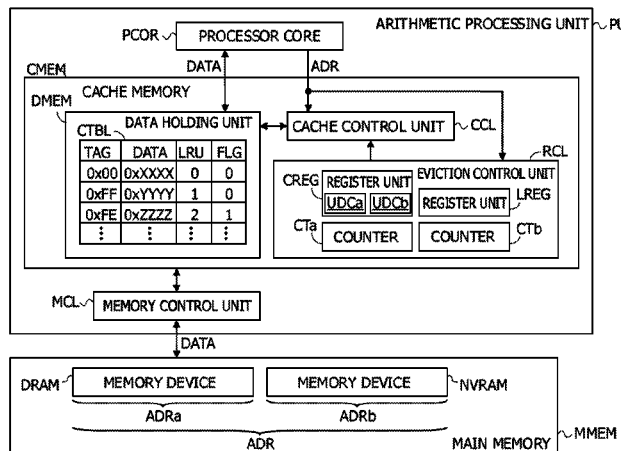 ARITHMETIC PROCESSING UNIT
PCOR
PROCESSOR CORE
DATA
ADR
CMEM
CACHE MEMORY
DMEM
DATA HOLDING UNIT
CTBL
TAG DATA LRU FLG
0x00 0xXXXX 0 0
0xFF 0xYYYY 1 0
0xFE 0xZZZZ 2 1
⋮ ⋮ ⋮ ⋮
CACHE CONTROL UNIT
CCL
RCL
EVICTION CONTROL UNIT
CREG
REGISTER UNIT
UDCa UDCb
REGISTER UNIT
LREG
CTa
COUNTER
COUNTER
CTb
MCL
MEMORY CONTROL UNIT
DATA
DRAM
MEMORY DEVICE
MEMORY DEVICE
NVRAM
ADRa
ADRb
ADR
MAIN MEMORY
MMEM